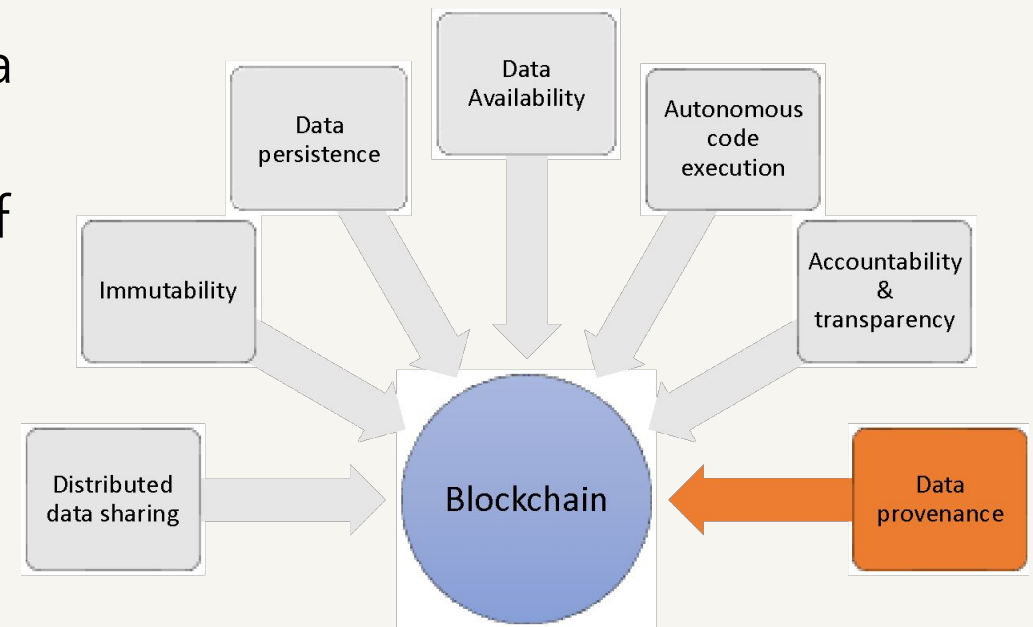 a
f
Data
Availability
Data
persistence
Autonomous
code
execution
Immutability
Accountability
&
transparency
Distributed
data sharing
Blockchain
Data
provenance